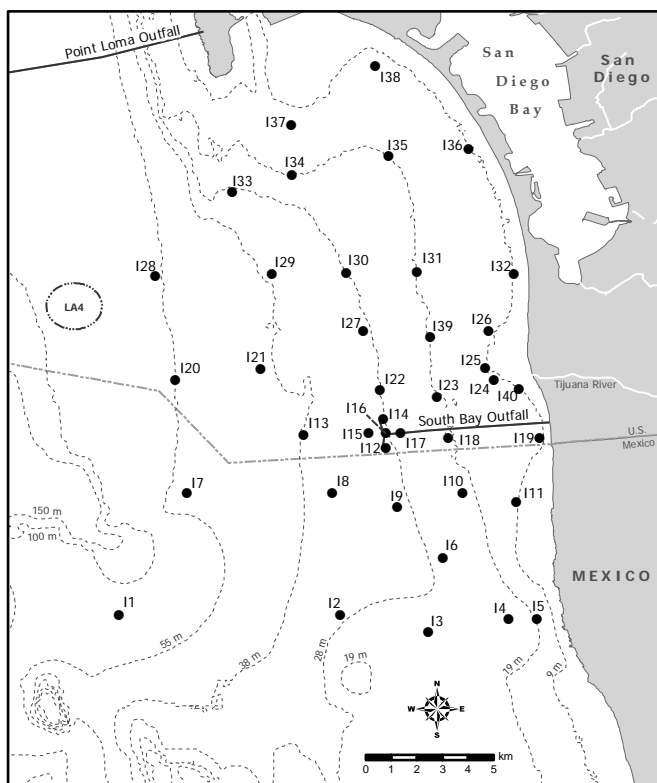 Point Loma Outfall
San
Diego
Bay
San
Diego
I38
I37
I36
I35
I34
I33
I32
I31
I30
I29
I28
LA4
I27
I39
I26
I21
I20
I25
I24
I40
Tijuana River
I22
I23
I16
I14
South Bay Outfall
I13
I15
I17
I18
I19
U.S.
Mexico
I12
I7
I8
I9
I10
I11
150 m
100 m
I6
MEXICO
I1
I2
I3
I4
I5
55 m
38 m
28 m
19 m
19 m
9 m
N
W
E
S
km
0 1 2 3 4 5